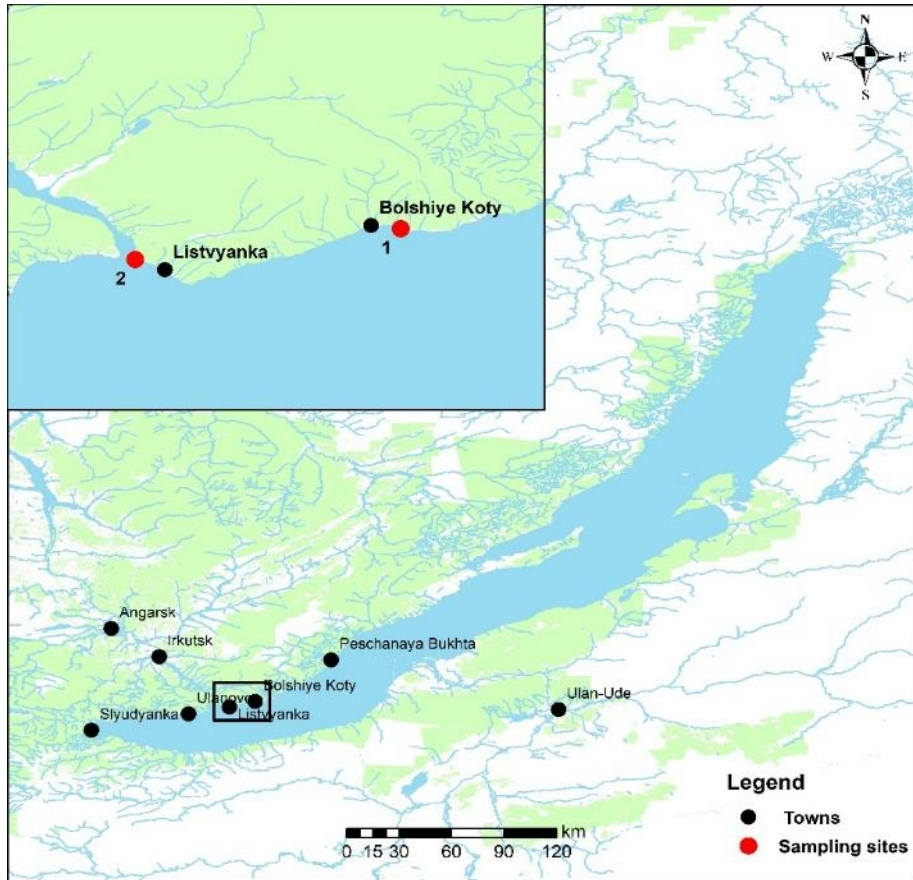 N
W E
S
Bolshiye Koty
1
Listvyanka
2
Angarsk
Irkutsk
Peschanaya Bukhta
Bolshiye Koty
Ulanovo
Slyudyanka
Listvyanka
Ulan-Ude
Legend
Towns
Sampling sites
km
0 15 30 60 90 120